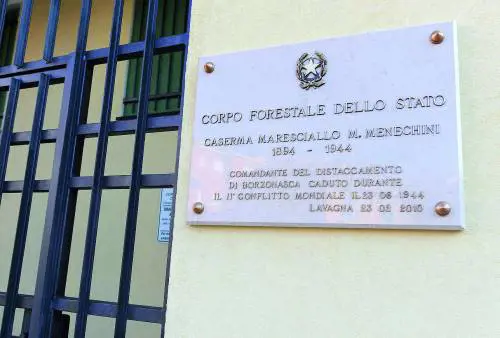 CORPO FORESTALE DELLO STATO
CASERMA MARESCIALLO M. MENECHINI
1894 - 1944
COMANDANTE DEL DISTACCAMENTO
DI BORZONASCA CADUTO DURANTE
IL II° CONFLITTO MONDIALE IL 23 06 1944
LAVAGNA 23 02 2010